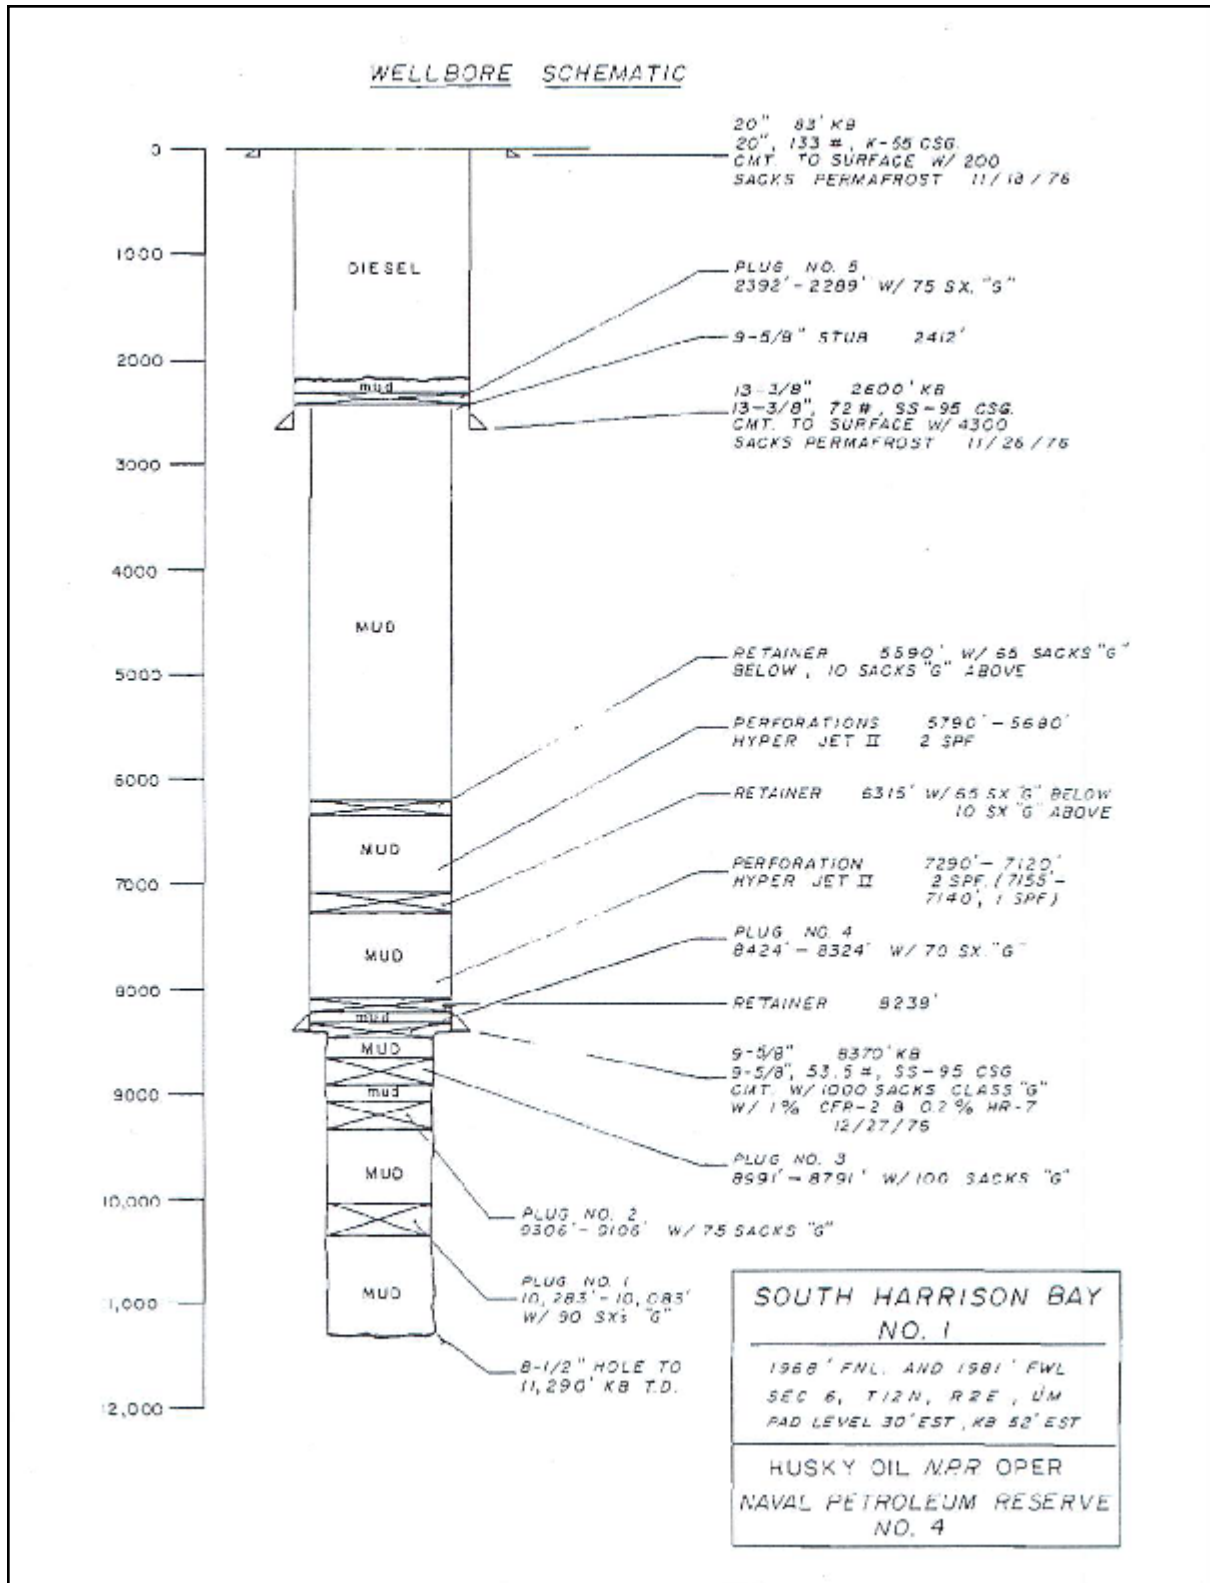 WELLBORE SCHEMATIC
0
1000
2000
3000
4000
5000
6000
7000
8000
9000
10,000
11,000
12,000
DIESEL
mud
MUD
MUD
MUD
mud
MUD
mud
MUD
MUD
20" 83' KB
20", 133 #, K-55 CSG.
CMT. TO SURFACE W/ 200
SACKS PERMAFROST 11/18/76
PLUG NO. 5
2392' - 2289' W/ 75 SX. "G"
9-5/8" STUB 2412'
13-3/8" 2600' KB
13-3/8", 72 #, SS-95 CSG.
CMT. TO SURFACE W/ 4300
SACKS PERMAFROST 11/26/76
RETAINER 5590' W/ 65 SACKS "G"
BELOW, 10 SACKS "G" ABOVE
PERFORATIONS 5790' - 5680'
HYPER JET II 2 SPF
RETAINER 6315' W/ 65 SX "G" BELOW
10 SX "G" ABOVE
PERFORATION 7290' - 7120'
HYPER JET II 2 SPF. (7155' -
7140', 1 SPF)
PLUG NO. 4
8424' - 8324' W/ 70 SX. "G"
RETAINER 8238'
9-5/8" 8370' KB
9-5/8", 53.5 #, SS-95 CSG
CMT. W/ 1000 SACKS CLASS "G"
W/ 1% CFR-2 & 0.2% HR-7
12/27/76
PLUG NO. 3
8991' - 8791' W/ 100 SACKS "G"
PLUG NO. 2
9306' - 9106' W/ 75 SACKS "G"
PLUG NO. 1
10,283' - 10,083'
W/ 90 SX's "G"
8-1/2" HOLE TO
11,290' KB T.D.
SOUTH HARRISON BAY
NO. 1
1968' FNL. AND 1981' FWL
SEC 6, T12N, R2E, UM
PAD LEVEL 30' EST, KB 52' EST
HUSKY OIL NPR OPER
NAVAL PETROLEUM RESERVE
NO. 4